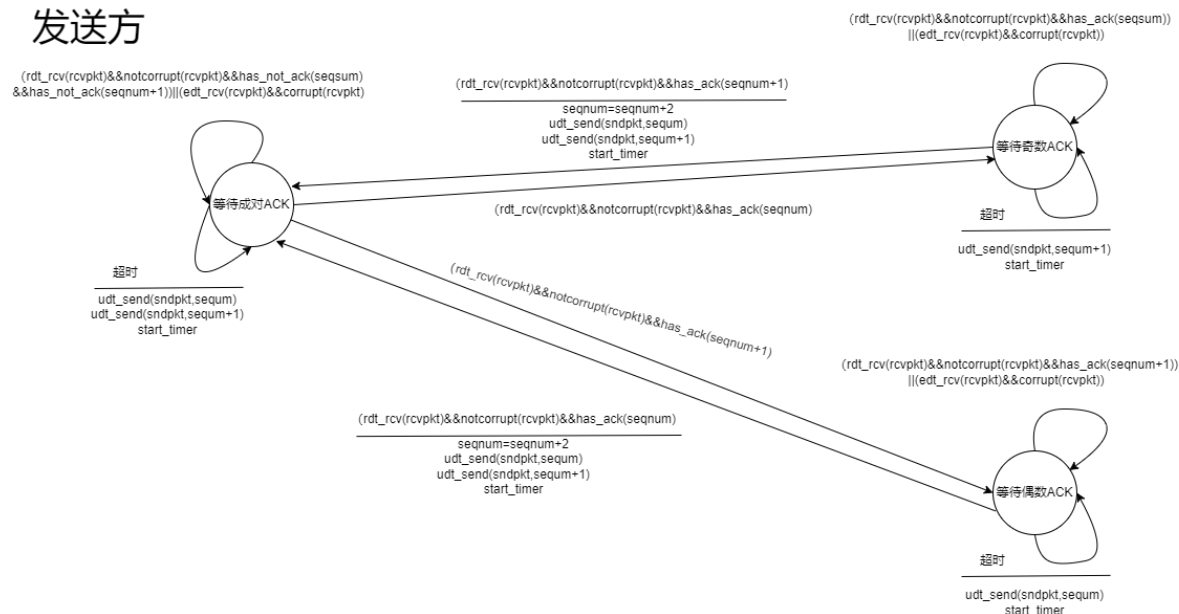 发送方
(rdt_rcv(rcvpkt)&&notcorrupt(rcvpkt)&&has_ack(seqsum))
||(edt_rcv(rcvpkt)&&corrupt(rcvpkt))
(rdt_rcv(rcvpkt)&&notcorrupt(rcvpkt)&&has_not_ack(seqsum)
&&has_not_ack(seqnum+1))||(edt_rcv(rcvpkt)&&corrupt(rcvpkt)
(rdt_rcv(rcvpkt)&&notcorrupt(rcvpkt)&&has_ack(seqnum+1)
seqnum=seqnum+2
udt_send(sndpkt,sequm)
udt_send(sndpkt,sequm+1)
start_timer
等待奇数ACK
等待成对ACK
(rdt_rcv(rcvpkt)&&notcorrupt(rcvpkt)&&has_ack(seqnum)
超时
udt_send(sndpkt,sequm+1)
start_timer
超时
udt_send(sndpkt,sequm)
udt_send(sndpkt,sequm+1)
start_timer
(rdt_rcv(rcvpkt)&&notcorrupt(rcvpkt)&&has_ack(seqnum+1)
(rdt_rcv(rcvpkt)&&notcorrupt(rcvpkt)&&has_ack(seqnum+1))
||(edt_rcv(rcvpkt)&&corrupt(rcvpkt))
(rdt_rcv(rcvpkt)&&notcorrupt(rcvpkt)&&has_ack(seqnum)
seqnum=seqnum+2
udt_send(sndpkt,sequm)
udt_send(sndpkt,sequm+1)
start_timer
等待偶数ACK
超时
udt_send(sndpkt,sequm)
start_timer